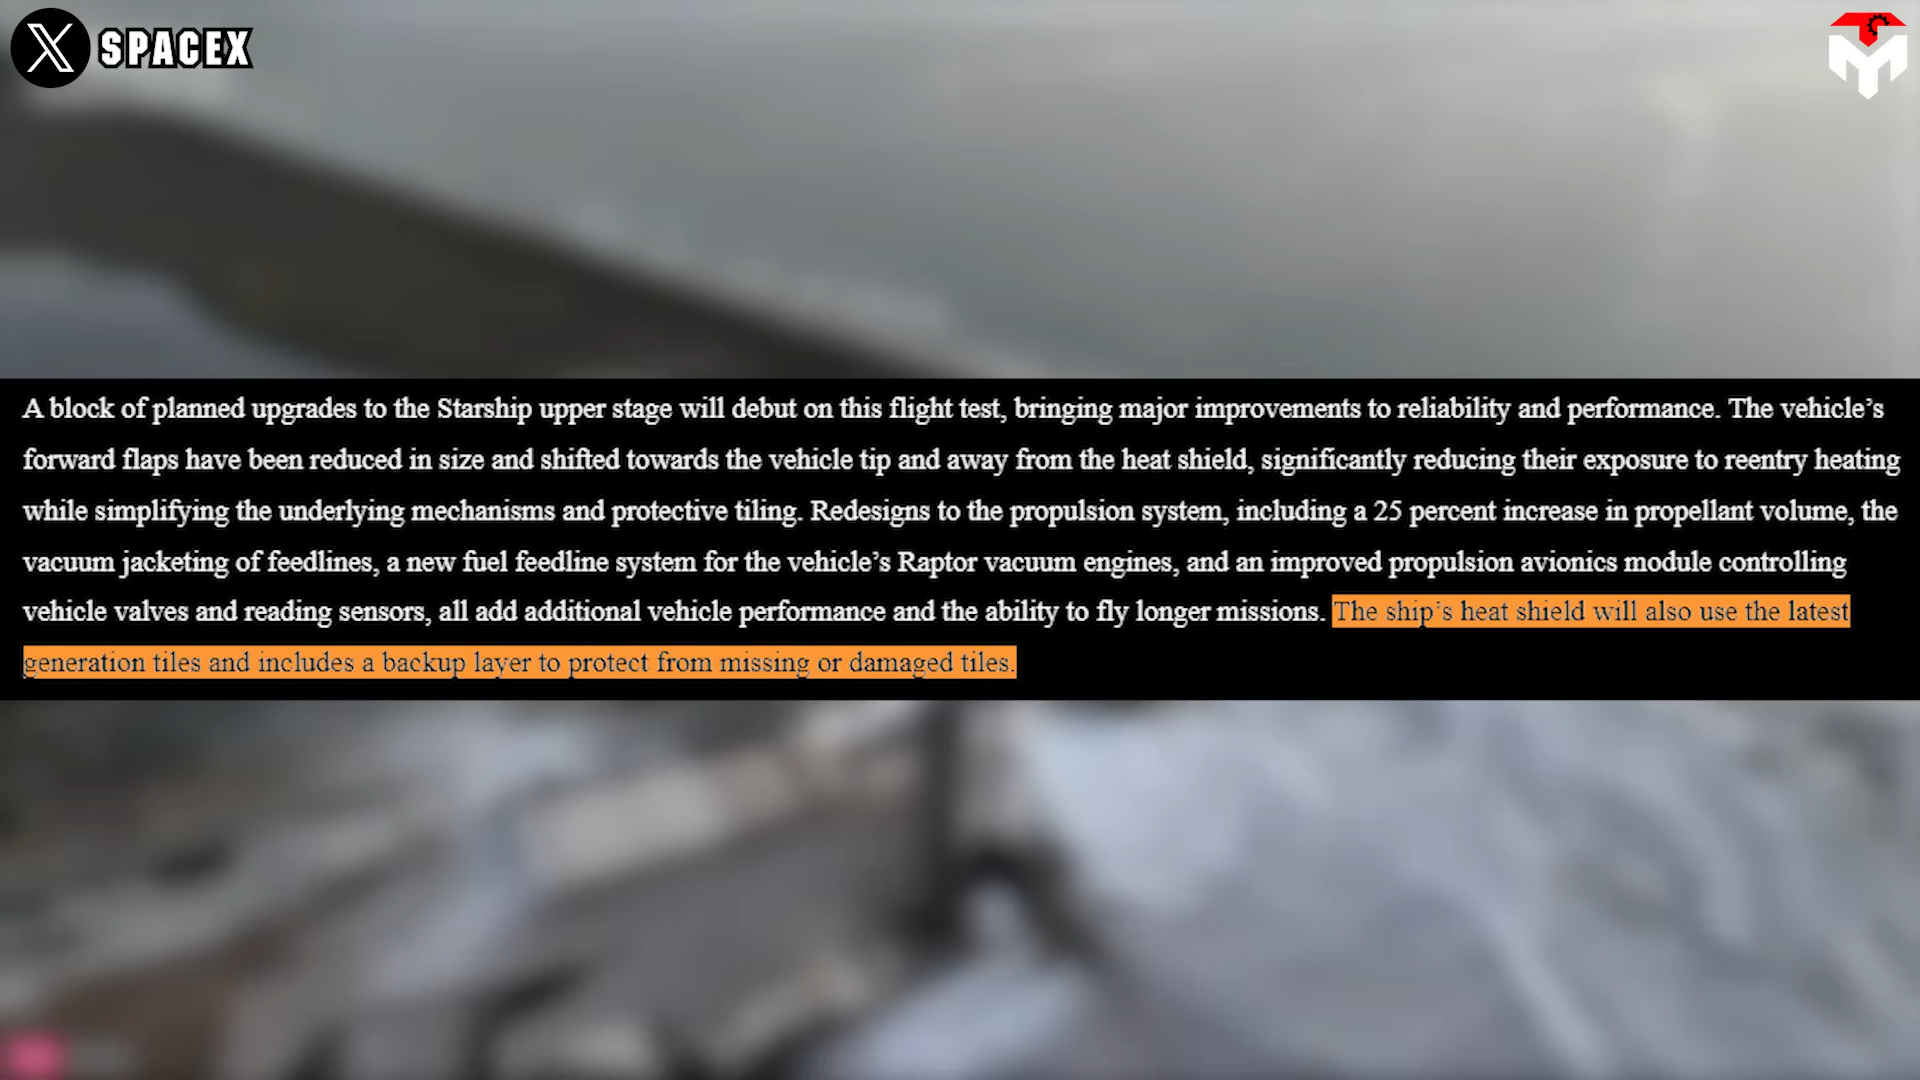 X SPACEX
A block of planned upgrades to the Starship upper stage will debut on this flight test, bringing major improvements to reliability and performance. The vehicle’s
forward flaps have been reduced in size and shifted towards the vehicle tip and away from the heat shield, significantly reducing their exposure to reentry heating
while simplifying the underlying mechanisms and protective tiling. Redesigns to the propulsion system, including a 25 percent increase in propellant volume, the
vacuum jacketing of feedlines, a new fuel feedline system for the vehicle’s Raptor vacuum engines, and an improved propulsion avionics module controlling
vehicle valves and reading sensors, all add additional vehicle performance and the ability to fly longer missions. The ship’s heat shield will also use the latest
generation tiles and includes a backup layer to protect from missing or damaged tiles.